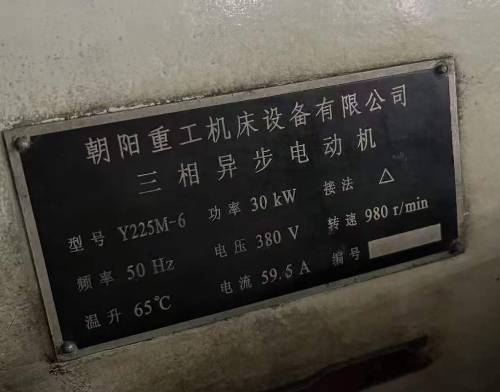 朝阳重工机床设备有限公司
三相异步电动机
型号 Y225M-6 功率 30 kW 接法 △
频率 50 Hz 电压 380 V 转速 980 r/min
温升 65℃ 电流 59.5 A 编号